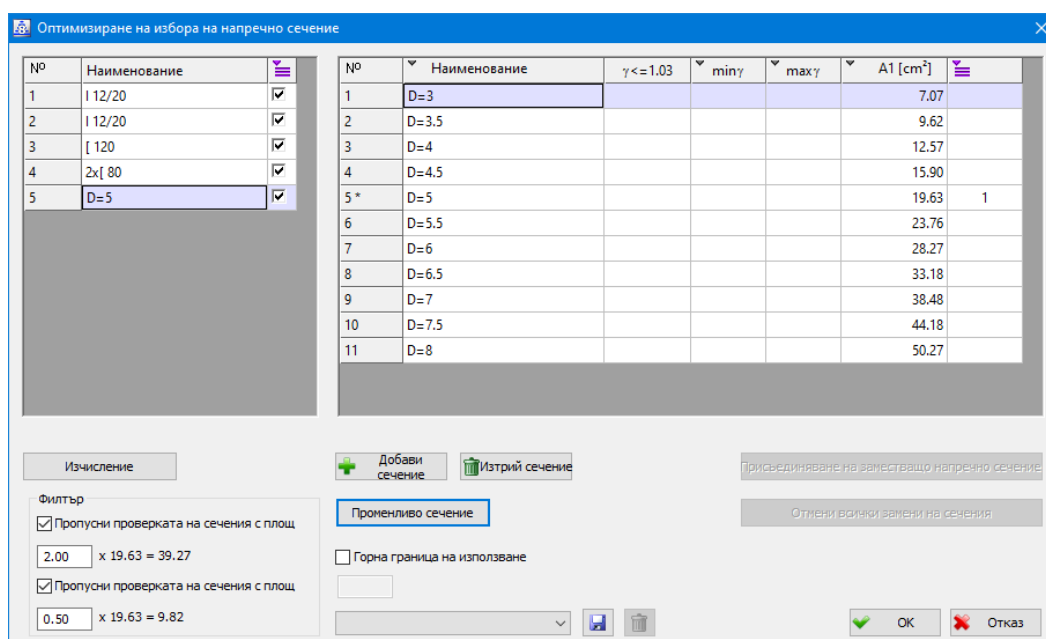 Оптимизиране на избора на напречно сечение
Nº Наименование
1 I 12/20
2 I 12/20
3 [ 120
4 2x[ 80
5 D=5
Nº Наименование γ<=1.03 minγ maxγ A1 [cm²]
1 D=3 7.07
2 D=3.5 9.62
3 D=4 12.57
4 D=4.5 15.90
5 * D=5 19.63 1
6 D=5.5 23.76
7 D=6 28.27
8 D=6.5 33.18
9 D=7 38.48
10 D=7.5 44.18
11 D=8 50.27
Изчисление
Добави
сечение
Изтрий сечение
Присъединяване на заместващо напречно сечение
Филтър
Пропусни проверката на сечения с площ
2.00 x 19.63 = 39.27
Пропусни проверката на сечения с площ
0.50 x 19.63 = 9.82
Променливо сечение
Отмени всички замени на сечения
Горна граница на използване
OK
Отказ